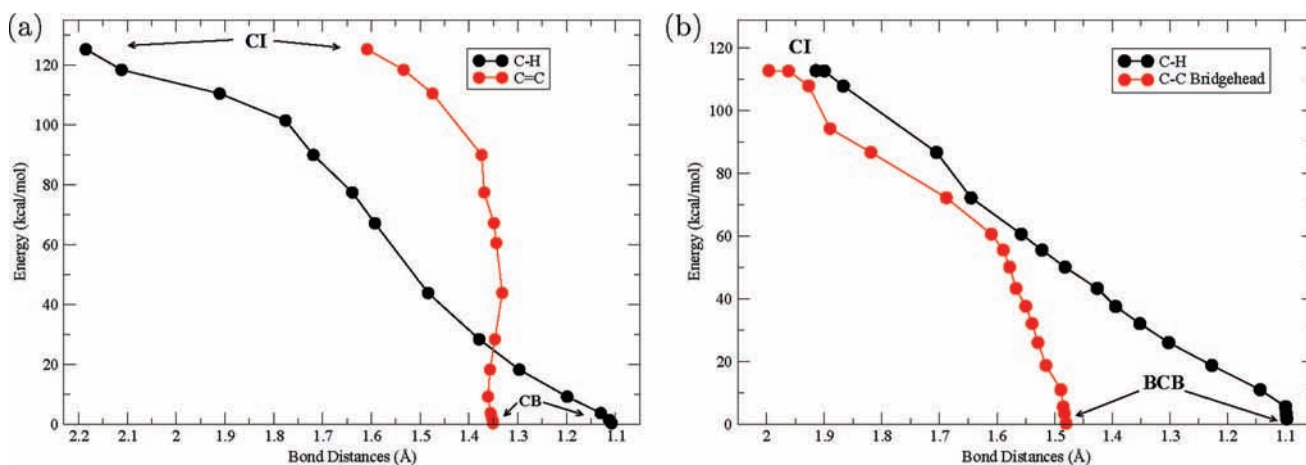 (a)
CI
C-H
C=C
120
100
80
60
40
20
0
Energy (kcal/mol)
CB
2.2 2.1 2 1.9 1.8 1.7 1.6 1.5 1.4 1.3 1.2 1.1
Bond Distances (Å)
(b)
CI
C-H
C-C Bridgehead
120
100
80
60
40
20
0
Energy (kcal/mol)
BCB
2 1.9 1.8 1.7 1.6 1.5 1.4 1.3 1.2 1.1
Bond Distances (Å)